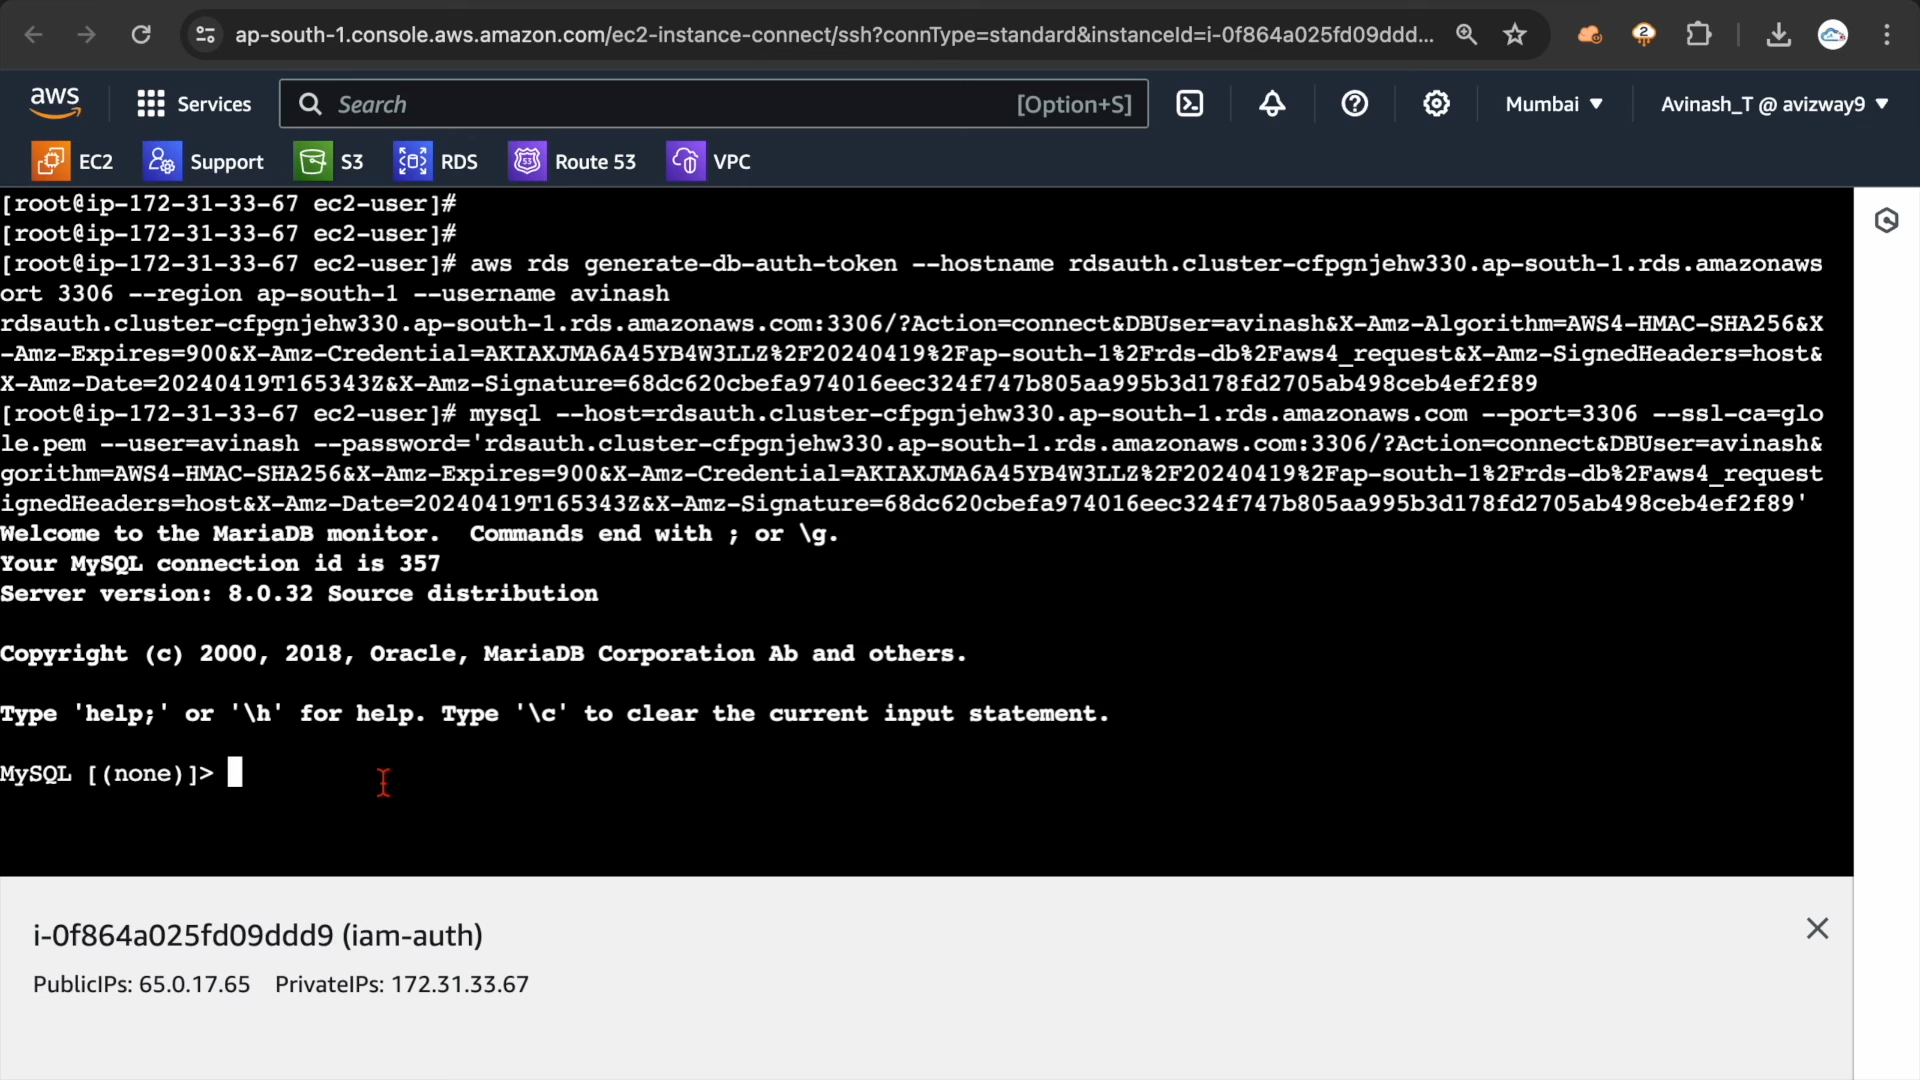 ap-south-1.console.aws.amazon.com/ec2-instance-connect/ssh?connType=standard&instanceId=i-0f864a025fd09ddd...
2
aws
Services
Search
[Option+S]
Mumbai
Avinash_T @ avizway9
EC2
Support
S3
RDS
53
Route 53
VPC
[root@ip-172-31-33-67 ec2-user]#
[root@ip-172-31-33-67 ec2-user]#
[root@ip-172-31-33-67 ec2-user]# aws rds generate-db-auth-token --hostname rdsauth.cluster-cfpgnjehw330.ap-south-1.rds.amazonaws
ort 3306 --region ap-south-1 --username avinash
rdsauth.cluster-cfpgnjehw330.ap-south-1.rds.amazonaws.com:3306/?Action=connect&DBUser=avinash&X-Amz-Algorithm=AWS4-HMAC-SHA256&X
-Amz-Expires=900&X-Amz-Credential=AKIAXJMA6A45YB4W3LLZ%2F20240419%2Fap-south-1%2Frds-db%2Faws4_request&X-Amz-SignedHeaders=host&
X-Amz-Date=20240419T165343Z&X-Amz-Signature=68dc620cbefa974016eec324f747b805aa995b3d178fd2705ab498ceb4ef2f89
[root@ip-172-31-33-67 ec2-user]# mysql --host=rdsauth.cluster-cfpgnjehw330.ap-south-1.rds.amazonaws.com --port=3306 --ssl-ca=glo
le.pem --user=avinash --password='rdsauth.cluster-cfpgnjehw330.ap-south-1.rds.amazonaws.com:3306/?Action=connect&DBUser=avinash&
gorithm=AWS4-HMAC-SHA256&X-Amz-Expires=900&X-Amz-Credential=AKIAXJMA6A45YB4W3LLZ%2F20240419%2Fap-south-1%2Frds-db%2Faws4_request
ignedHeaders=host&X-Amz-Date=20240419T165343Z&X-Amz-Signature=68dc620cbefa974016eec324f747b805aa995b3d178fd2705ab498ceb4ef2f89'
Welcome to the MariaDB monitor.  Commands end with ; or \g.
Your MySQL connection id is 357
Server version: 8.0.32 Source distribution
Copyright (c) 2000, 2018, Oracle, MariaDB Corporation Ab and others.
Type 'help;' or '\h' for help. Type '\c' to clear the current input statement.
MySQL [(none)]>
i-0f864a025fd09ddd9 (iam-auth)
PublicIPs: 65.0.17.65    PrivateIPs: 172.31.33.67